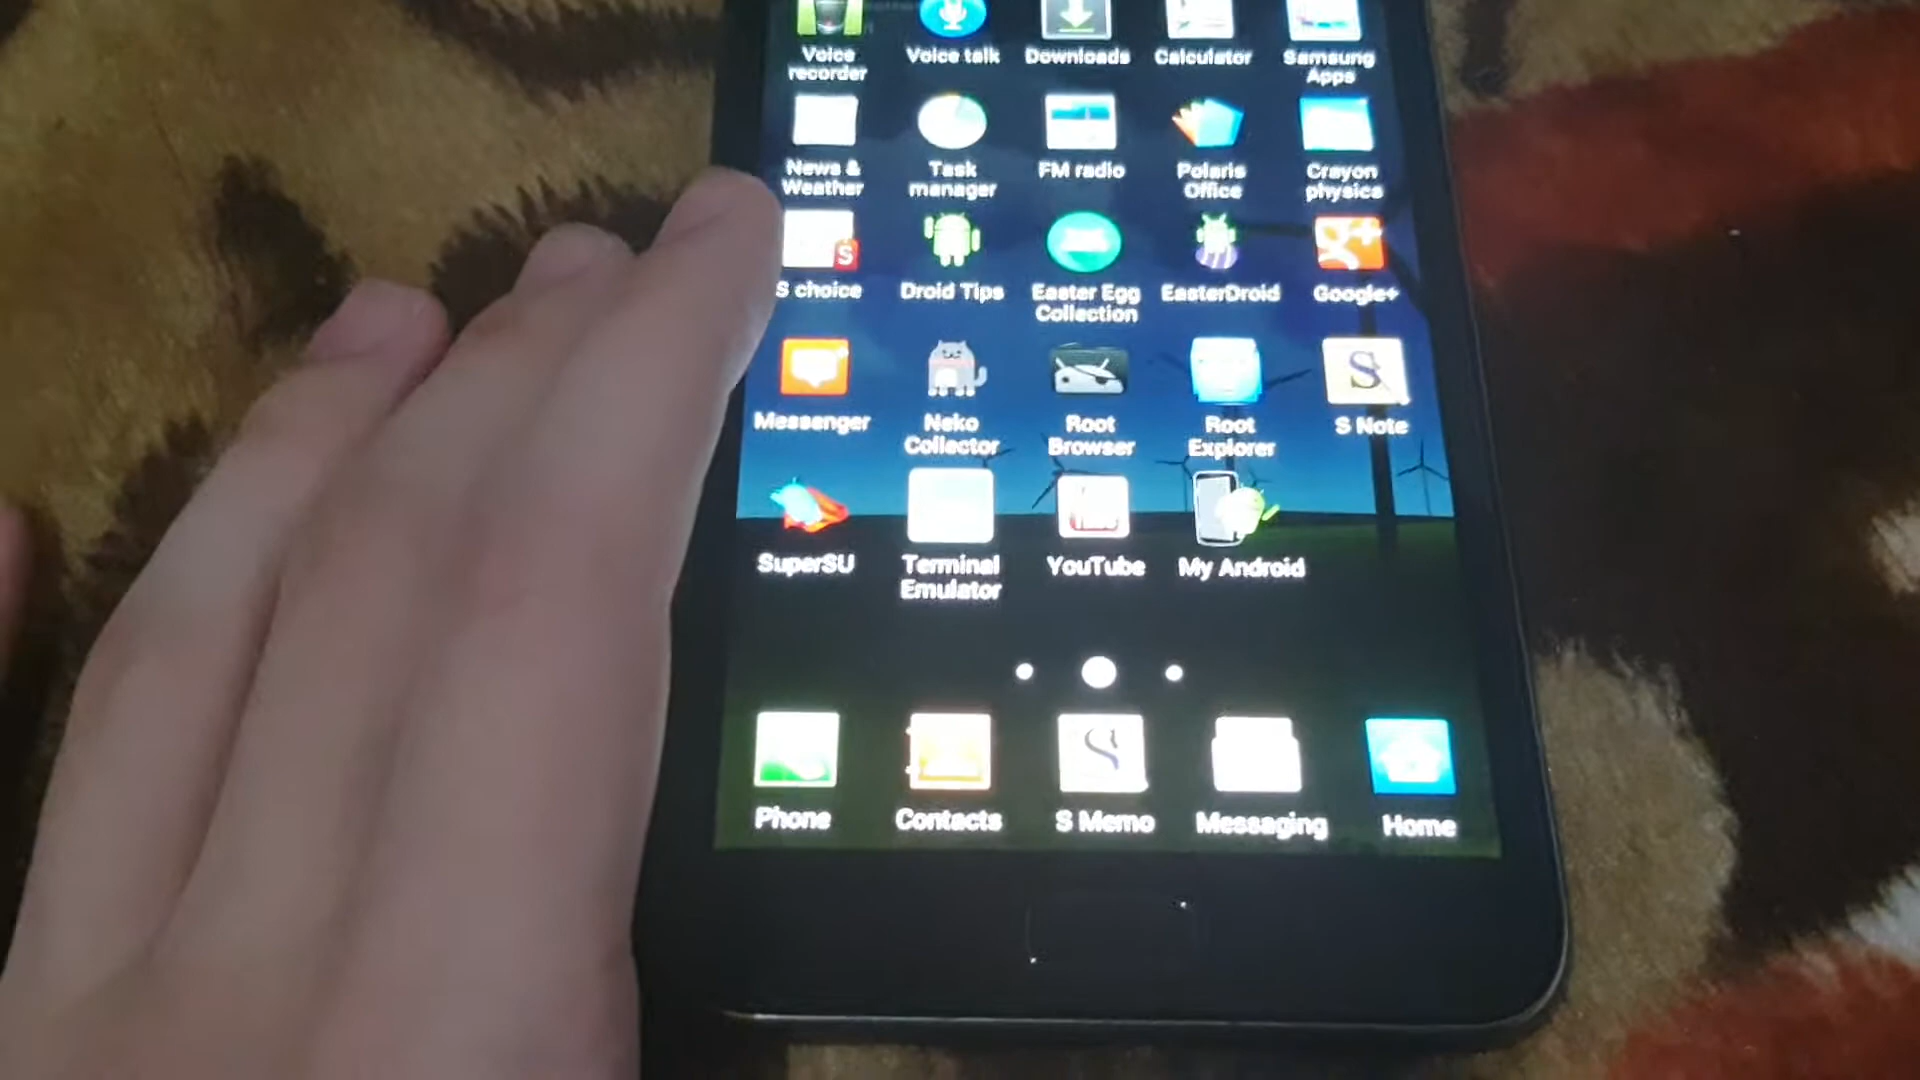 Voice recorder
Voice talk
Downloads
Calculator
Samsung Apps
News & Weather
Task manager
FM radio
Polaris Office
Crayon physics
S choice
Droid Tips
Easter Egg Collection
EasterDroid
Google+
Messenger
Neko Collector
Root Browser
Root Explorer
S Note
SuperSU
Terminal Emulator
YouTube
My Android
Phone
Contacts
S Memo
Messaging
Home